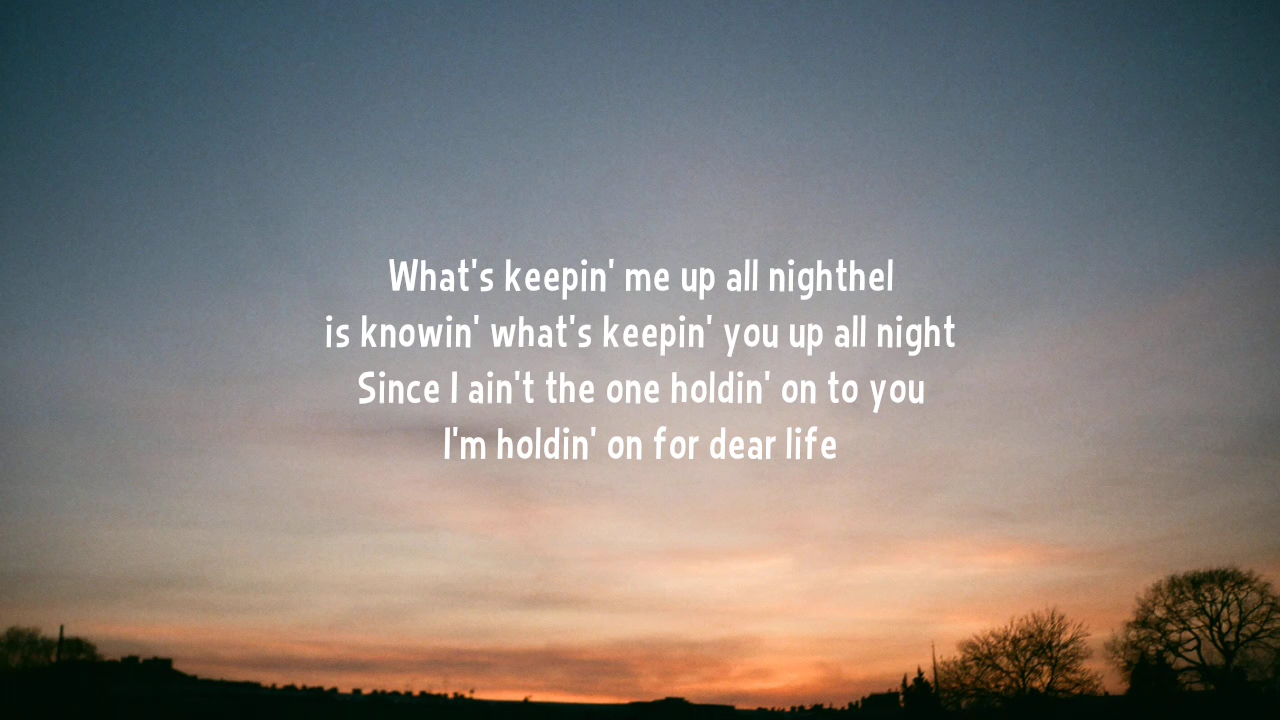 What's keepin' me up all nighthel
is knowin' what's keepin' you up all night
Since I ain't the one holdin' on to you
I'm holdin' on for dear life